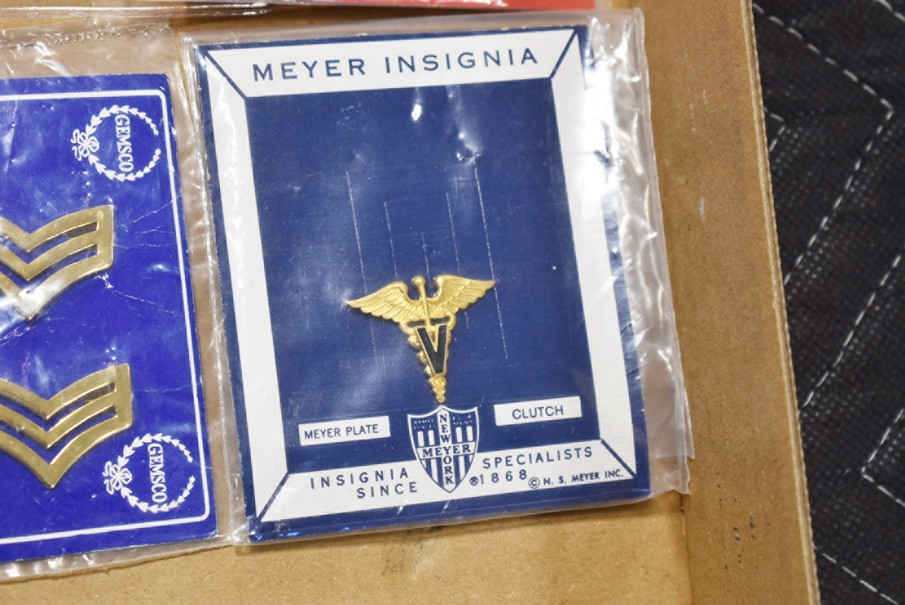 MEYER INSIGNIA
GEMSCO
GEMSCO
V
MEYER PLATE
CLUTCH
NEW YORK
MEYER
INSIGNIA SPECIALISTS
SINCE ®1868 © N. S. MEYER INC.